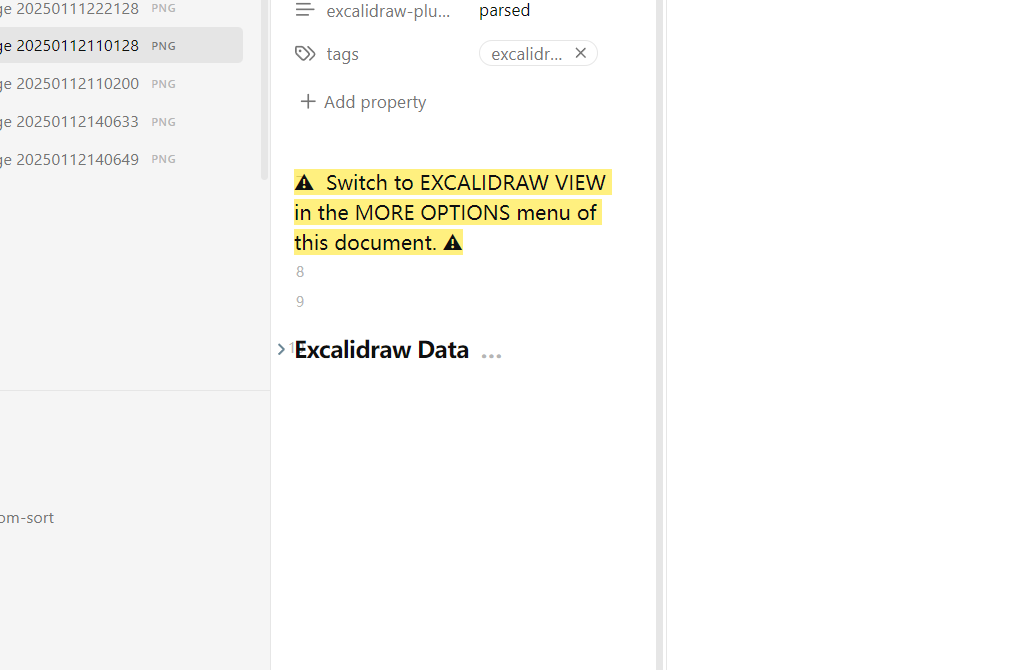 ge 20250111222128 PNG
ge 20250112110128 PNG
ge 20250112110200 PNG
ge 20250112140633 PNG
ge 20250112140649 PNG
om-sort
excalidraw-plu... parsed
tags excalidr... ×
+ Add property
⚠ Switch to EXCALIDRAW VIEW
in the MORE OPTIONS menu of
this document. ⚠
8
9
Excalidraw Data ...